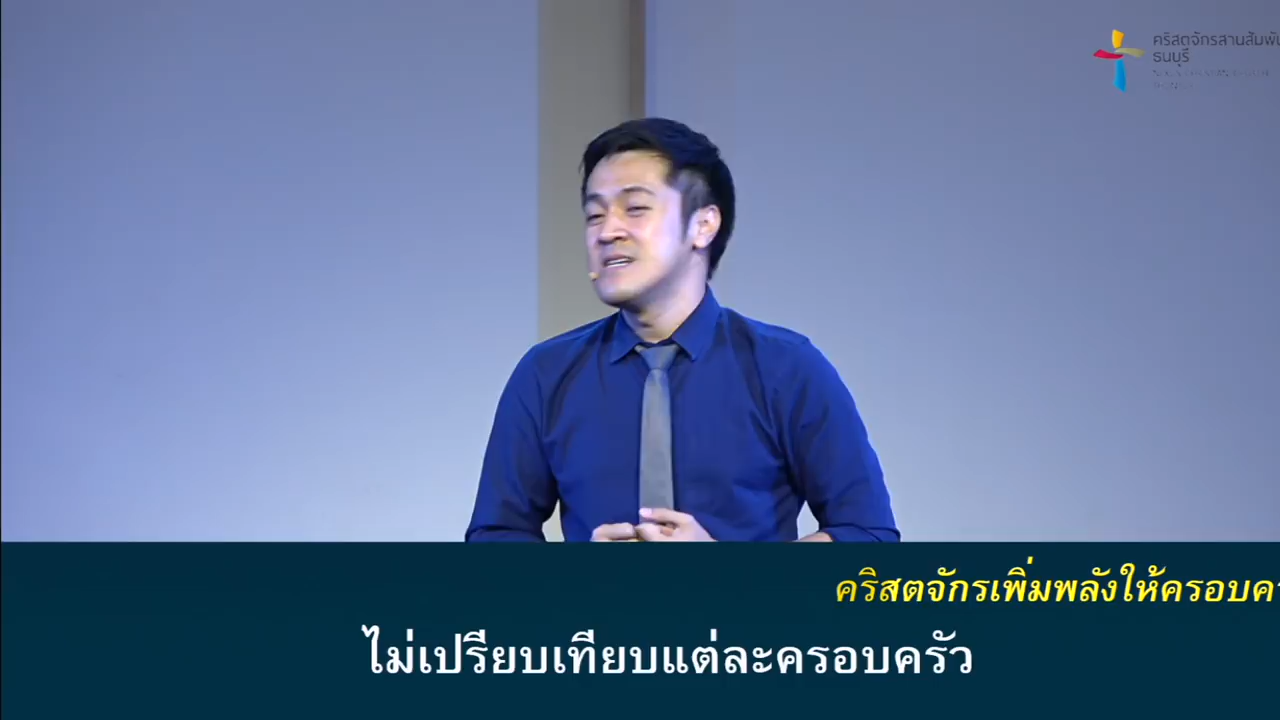 คริสตจักรสานสัมพัน
ธนบุรี
คริสตจักรเพิ่มพลังให้ครอบคร
ไม่เปรียบเทียบแต่ละครอบครัว